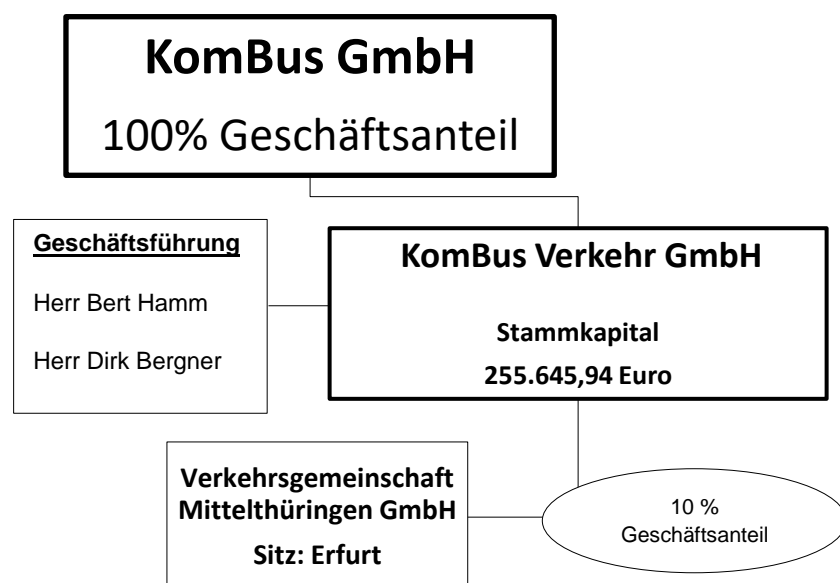 KomBus GmbH
100% Geschäftsanteil
Geschäftsführung
Herr Bert Hamm
Herr Dirk Bergner
KomBus Verkehr GmbH
Stammkapital
255.645,94 Euro
Verkehrsgemeinschaft
Mittelthüringen GmbH
Sitz: Erfurt
10 %
Geschäftsanteil